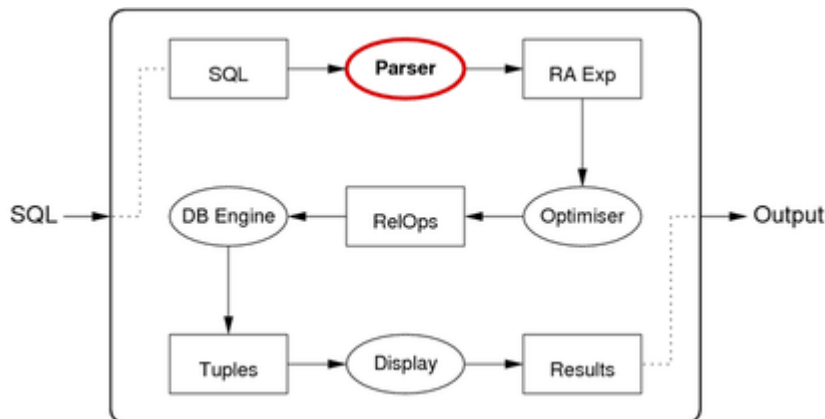 SQL
Parser
RA Exp
SQL
DB Engine
RelOps
Optimiser
Output
Tuples
Display
Results